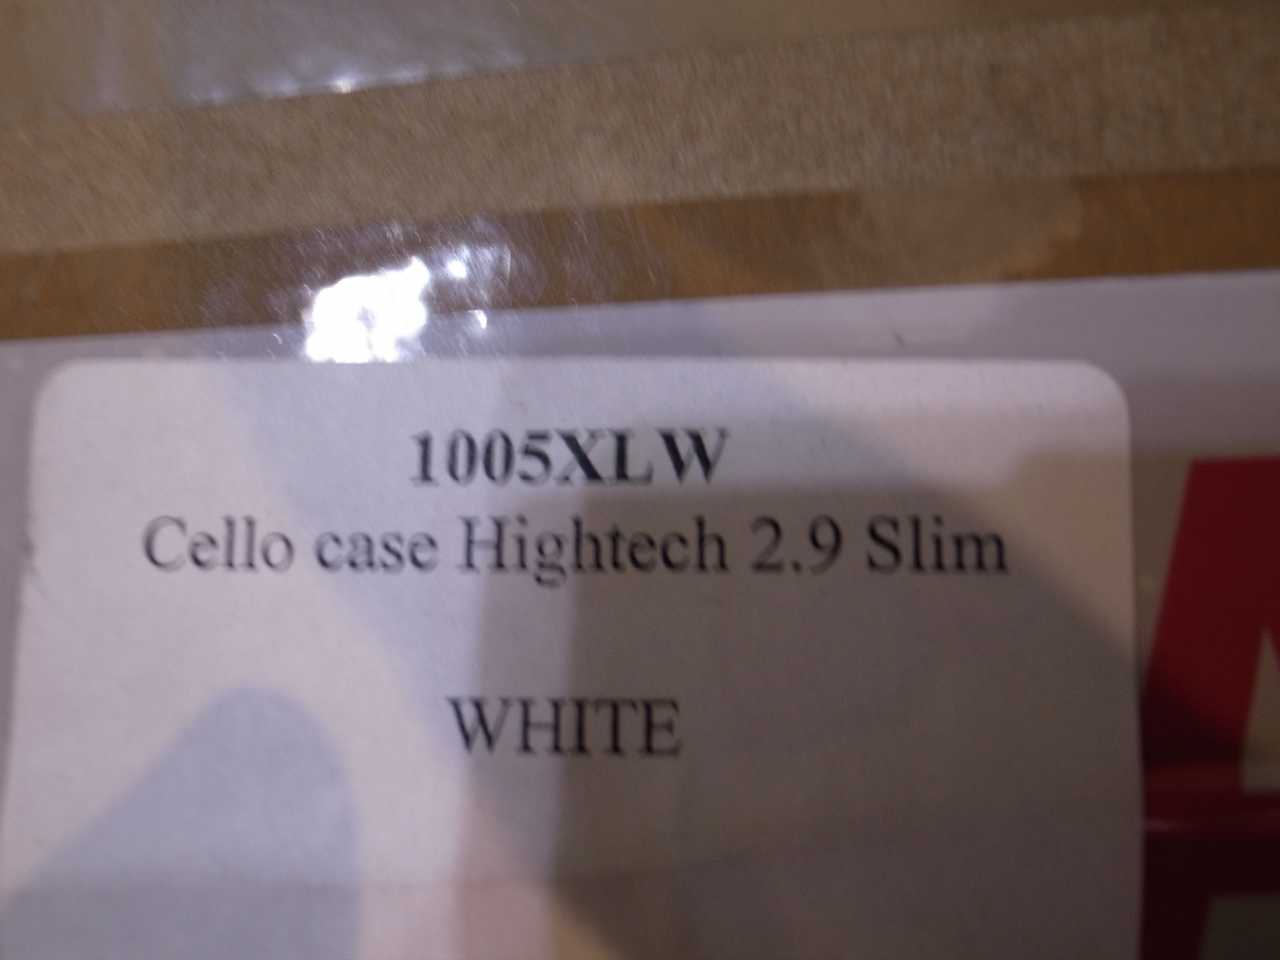 1005XLW
Cello case Hightech 2.9 Slim
WHITE